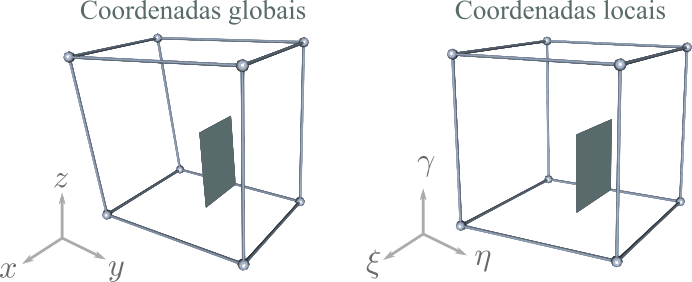 Coordenadas globais
Coordenadas locais
z
x
y
γ
ξ
η